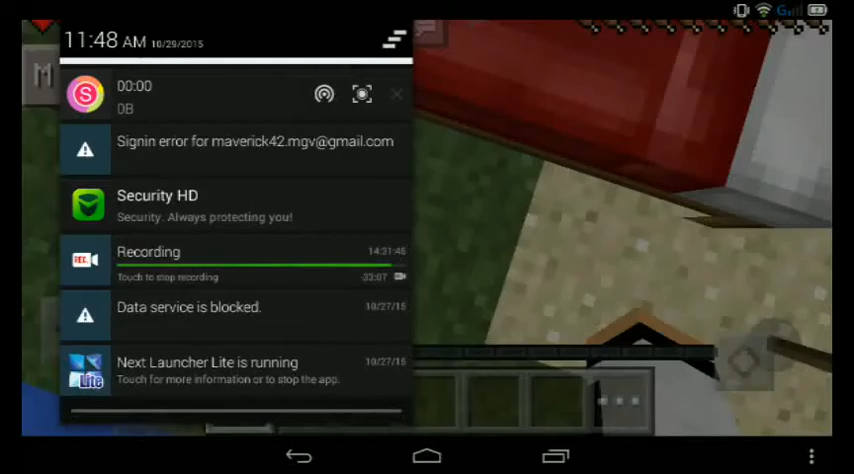 G
11:48 AM 10/29/2015
M
S
00:00
0B
Signin error for maverick42.mgv@gmail.com
Security HD
Security. Always protecting you!
REC.
Recording 14:31:45
Touch to stop recording -33:07
Data service is blocked. 10/27/15
Next Launcher Lite is running 10/27/15
Lite
Touch for more information or to stop the app.